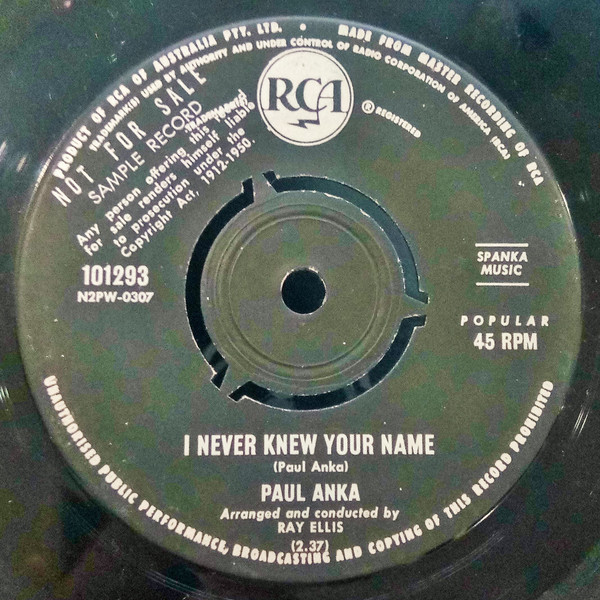 PRODUCT OF RCA OF AUSTRALIA PTY. LTD. • MADE FROM MASTER RECORDING OF RCA
TRADEMARK(S) USED BY AUTHORITY AND UNDER CONTROL OF RADIO CORPORATION OF AMERICA (RCA)
RCA
® REGISTERED
NOT FOR SALE
SAMPLE RECORD
Any person offering this record
for sale renders himself liable
to prosecution under the
Copyright Act, 1912-1950.
101293
N2PW-0307
SPANKA
MUSIC
POPULAR
45 RPM
I NEVER KNEW YOUR NAME
(Paul Anka)
PAUL ANKA
Arranged and conducted by
RAY ELLIS
(2.37)
UNAUTHORISED PUBLIC PERFORMANCE, BROADCASTING AND COPYING OF THIS RECORD PROHIBITED